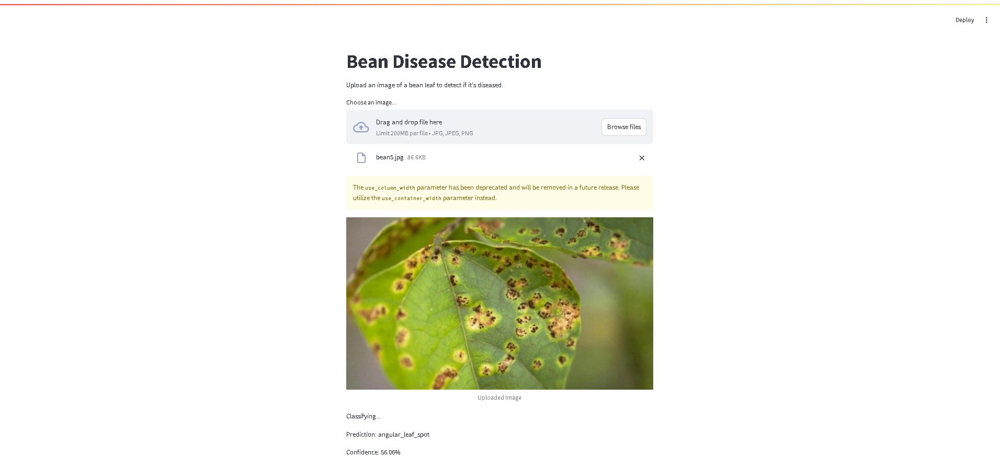 Deploy
Bean Disease Detection
Upload an image of a bean leaf to detect if it's diseased.
Choose an image...
Drag and drop file here
Limit 200MB per file • JPG, JPEG, PNG
Browse files
bean5.jpg 86.6KB
The use_column_width parameter has been deprecated and will be removed in a future release. Please
utilize the use_container_width parameter instead.
Uploaded Image
Classifying...
Prediction: angular_leaf_spot
Confidence: 56.06%